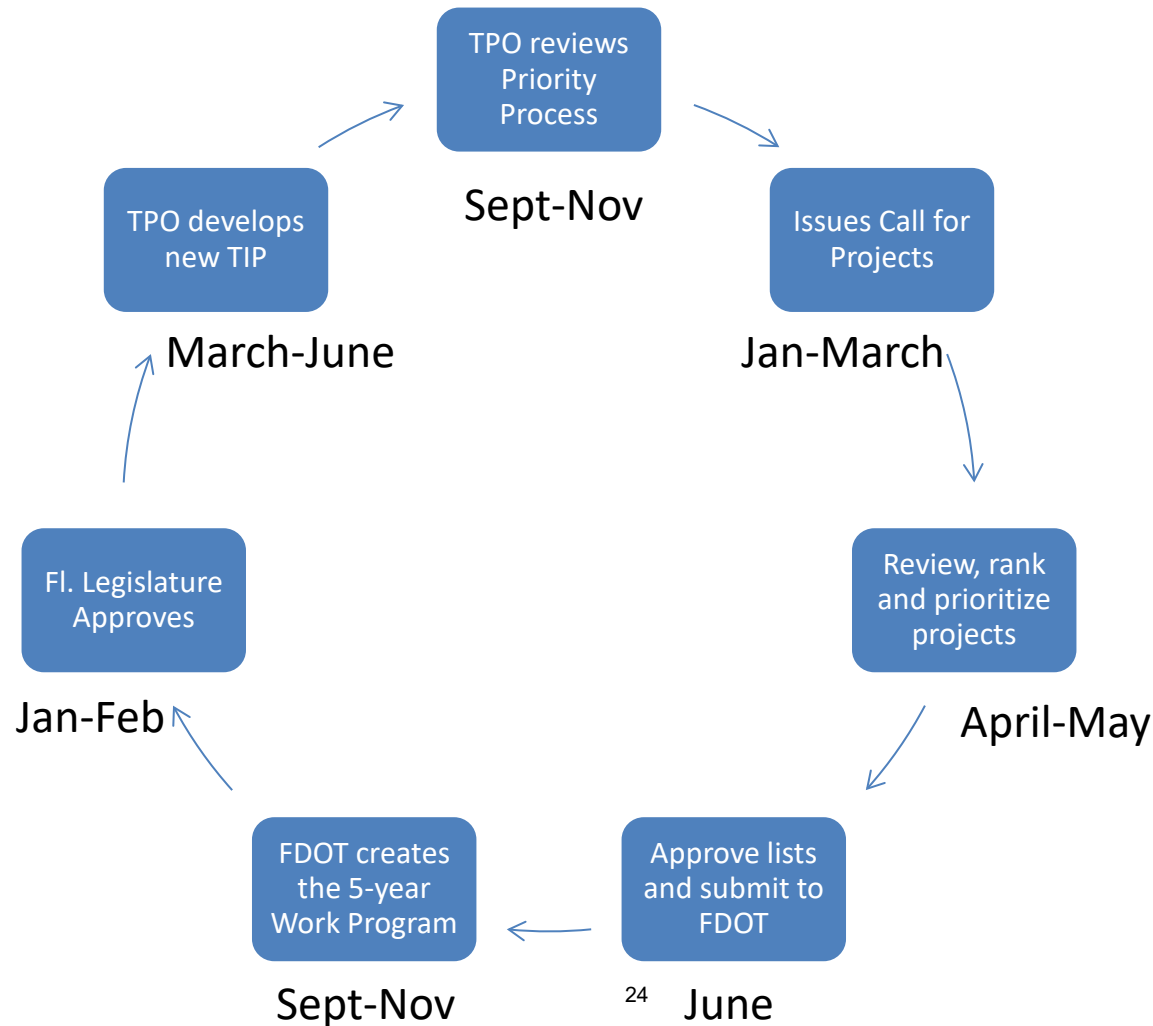 TPO reviews
Priority
Process
Sept-Nov
Issues Call for
Projects
Jan-March
Review, rank
and prioritize
projects
April-May
Approve lists
and submit to
FDOT
June
24
FDOT creates
the 5-year
Work Program
Sept-Nov
Fl. Legislature
Approves
Jan-Feb
TPO develops
new TIP
March-June